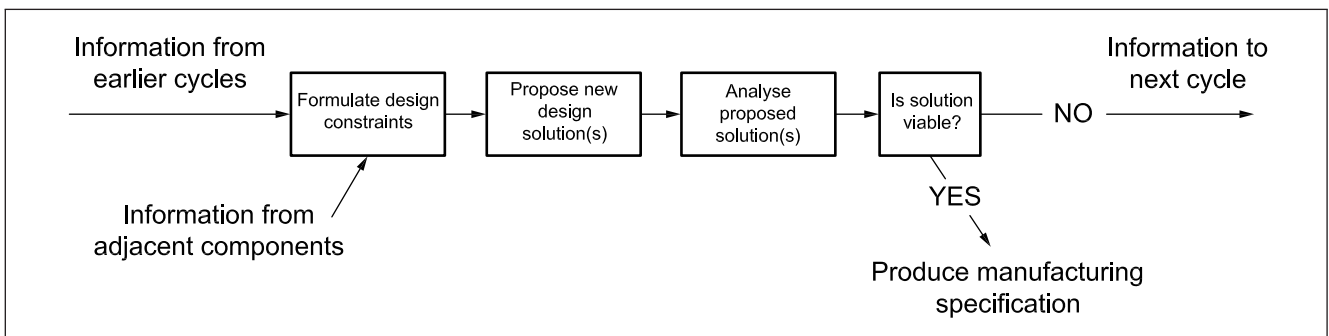 Information from
earlier cycles
Formulate design
constraints
Propose new
design
solution(s)
Analyse
proposed
solution(s)
Is solution
viable?
NO
Information to
next cycle
Information from
adjacent components
YES
Produce manufacturing
specification